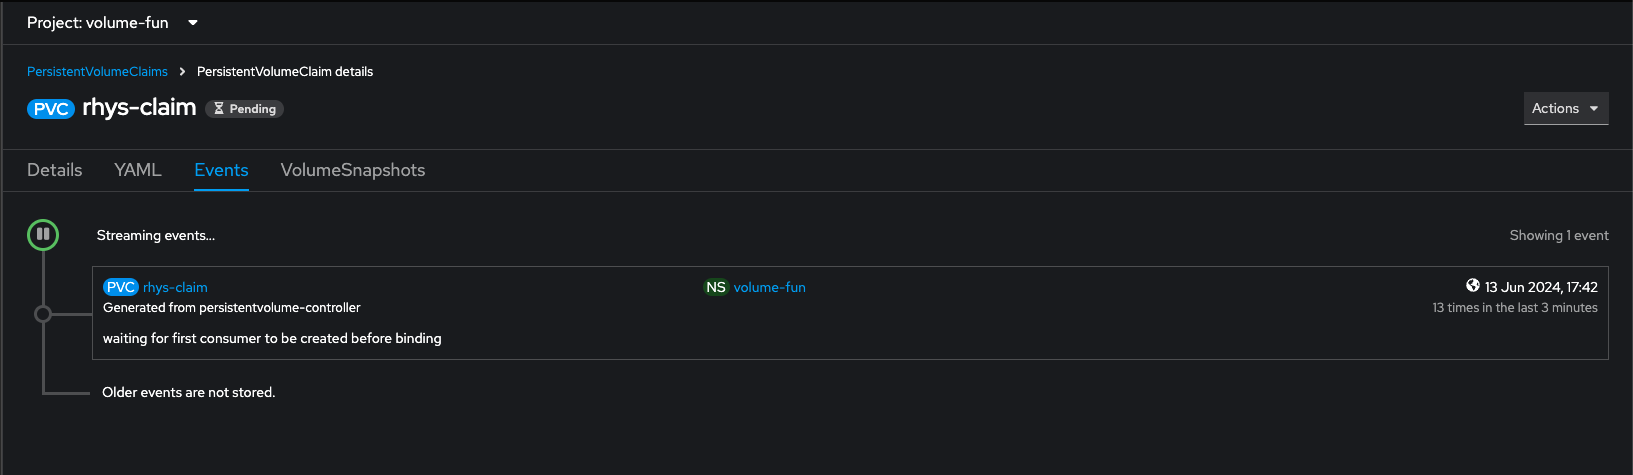 Project: volume-fun
PersistentVolumeClaims > PersistentVolumeClaim details
PVC rhys-claim Pending
Actions
Details YAML Events VolumeSnapshots
Streaming events...
Showing 1 event
PVC rhys-claim NS volume-fun 13 Jun 2024, 17:42
Generated from persistentvolume-controller 13 times in the last 3 minutes
waiting for first consumer to be created before binding
Older events are not stored.